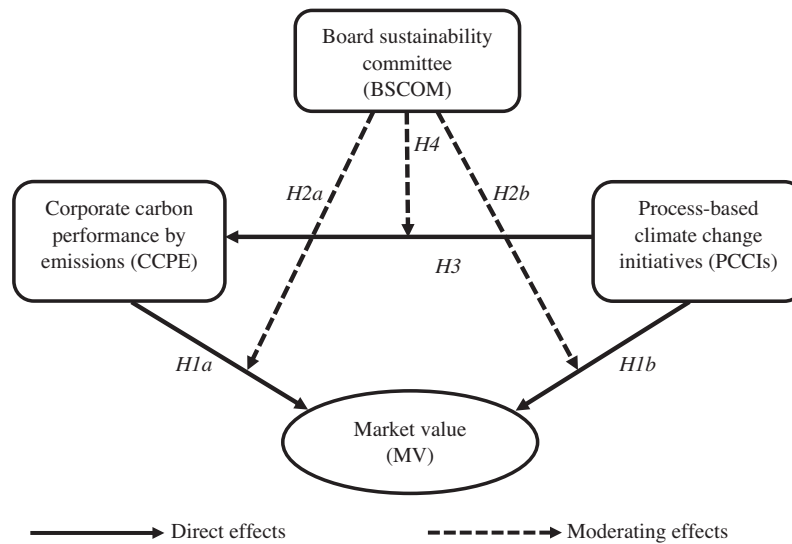 Board sustainability
committee
(BSCOM)
H4
H2a
H2b
Corporate carbon
performance by
emissions (CCPE)
Process-based
climate change
initiatives (PCCIs)
H3
H1a
H1b
Market value
(MV)
Direct effects
Moderating effects